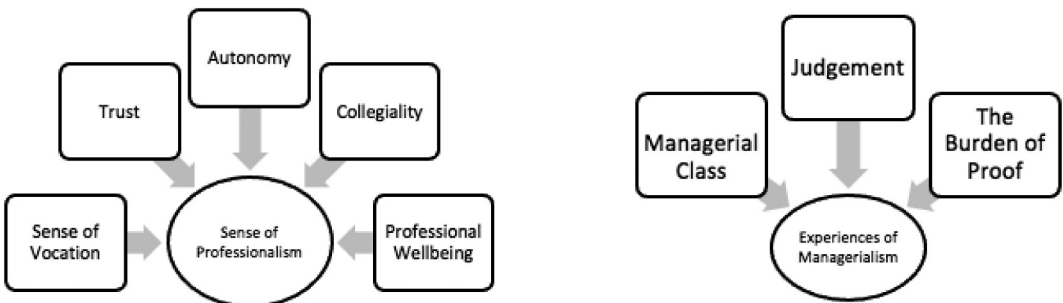 Autonomy
Trust
Collegiality
Sense of
Vocation
Sense of
Professionalism
Professional
Wellbeing
Judgement
Managerial
Class
The
Burden of
Proof
Experiences of
Managerialism